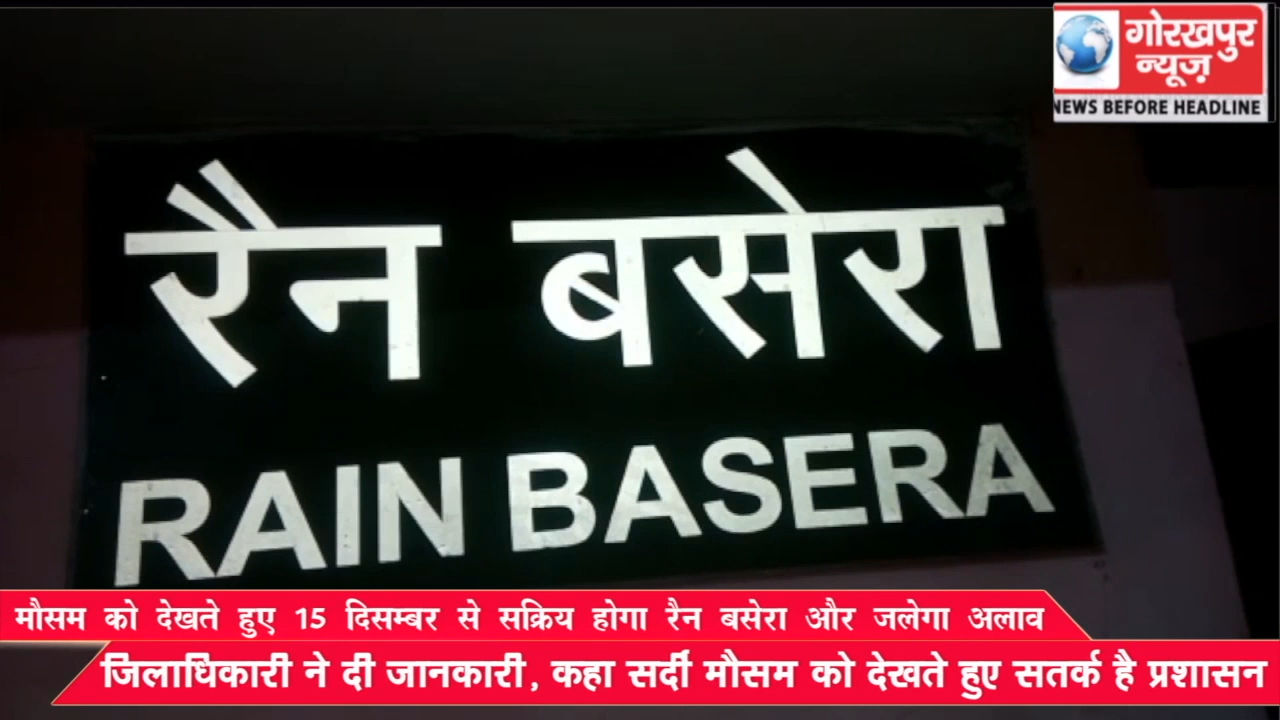 गोरखपुर
न्यूज़
NEWS BEFORE HEADLINE
रैन बसेरा
RAIN BASERA
मौसम को देखते हुए 15 दिसम्बर से सक्रिय होगा रैन बसेरा और जलेगा अलाव
जिलाधिकारी ने दी जानकारी, कहा सर्दी मौसम को देखते हुए सतर्क है प्रशासन